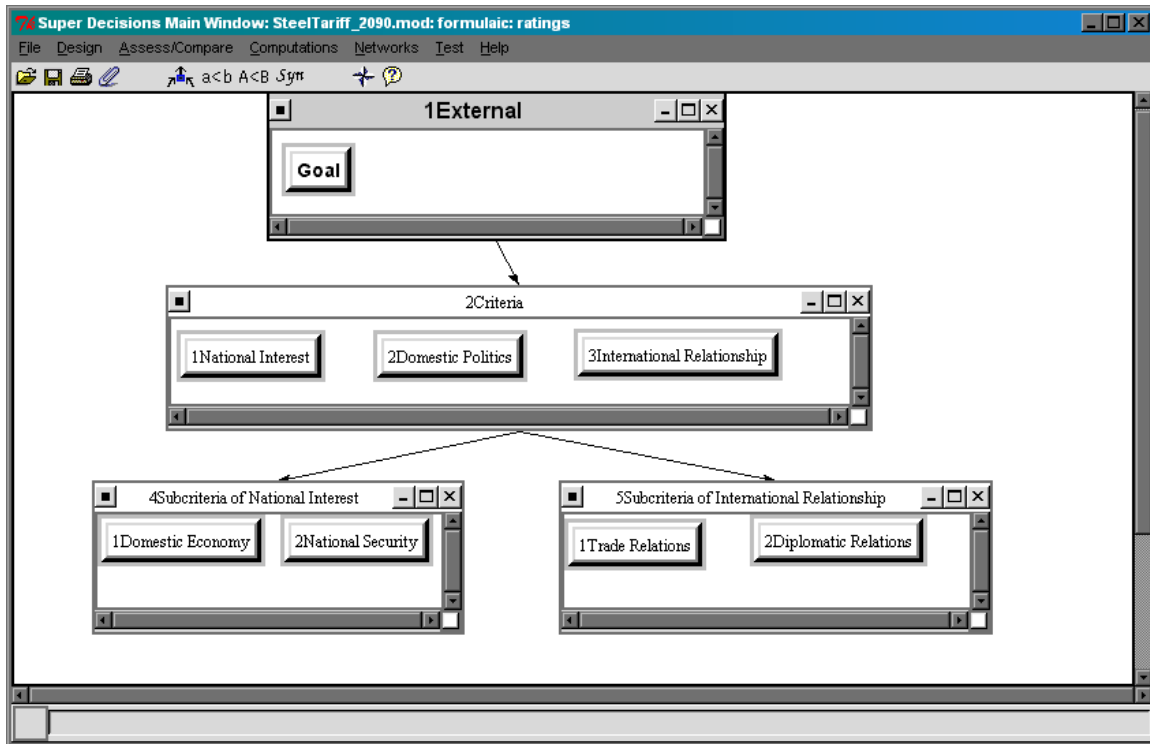 Super Decisions Main Window: SteelTariff_2090.mod: formulaic: ratings
File Design Assess/Compare Computations Networks Test Help
a<b A<B Syn
1External
Goal
2Criteria
1National Interest 2Domestic Politics 3International Relationship
4Subcriteria of National Interest 5Subcriteria of International Relationship
1Domestic Economy 2National Security 1Trade Relations 2Diplomatic Relations